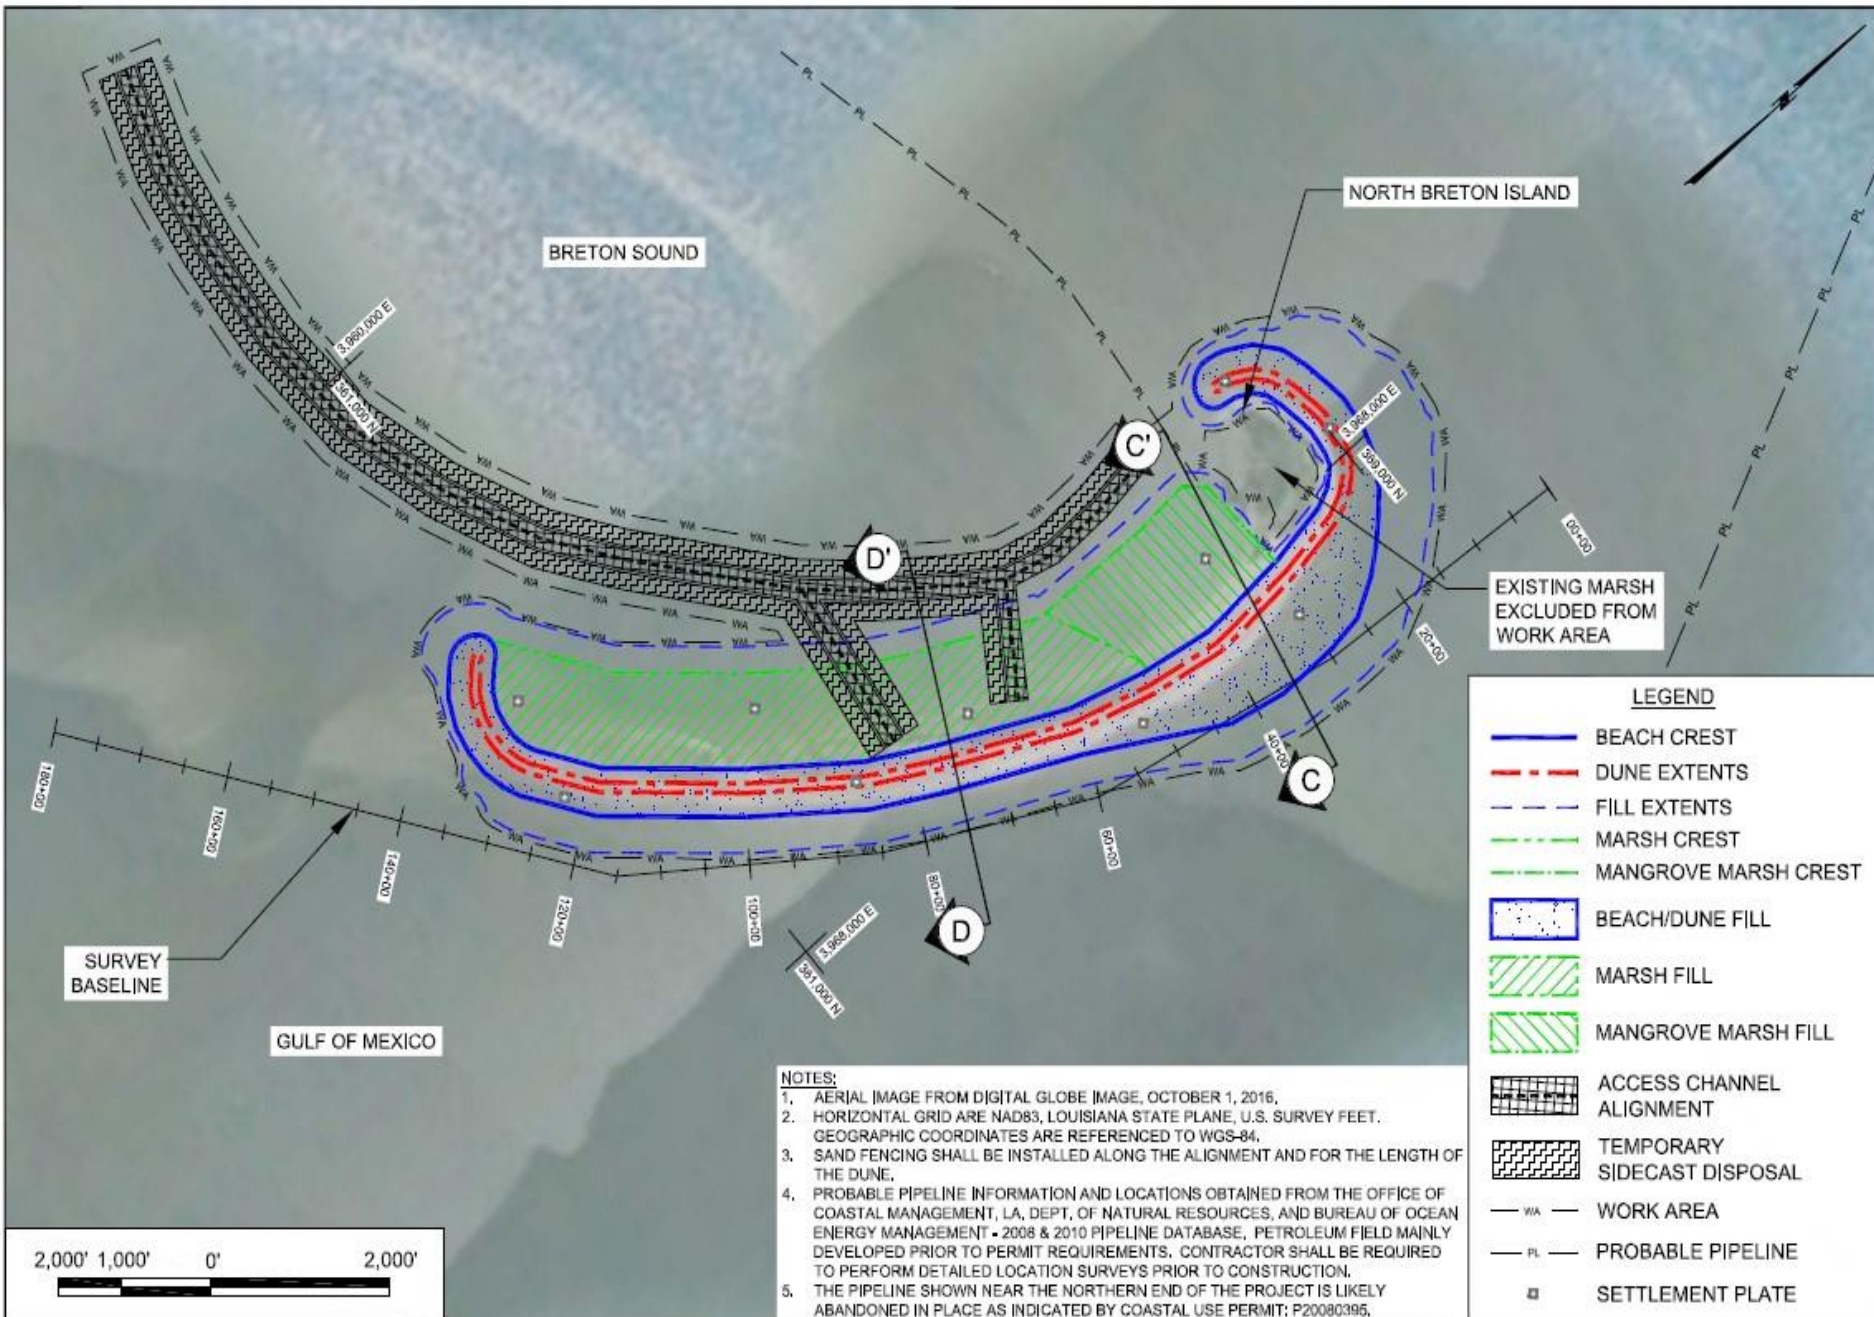 BRETON SOUND
NORTH BRETON ISLAND
3,960,000 E
361,000 N
3,968,000 E
369,000 N
C'
D'
00+00
EXISTING MARSH
EXCLUDED FROM
WORK AREA
20+00
40+00
C
60+00
80+00
D
100+00
120+00
140+00
160+00
180+00
SURVEY
BASELINE
3,968,000 E
361,000 N
GULF OF MEXICO
WA
PL
LEGEND
BEACH CREST
DUNE EXTENTS
FILL EXTENTS
MARSH CREST
MANGROVE MARSH CREST
BEACH/DUNE FILL
MARSH FILL
MANGROVE MARSH FILL
ACCESS CHANNEL
ALIGNMENT
TEMPORARY
SIDECAST DISPOSAL
WA WORK AREA
PL PROBABLE PIPELINE
SETTLEMENT PLATE
NOTES:
1. AERIAL IMAGE FROM DIGITAL GLOBE IMAGE, OCTOBER 1, 2016.
2. HORIZONTAL GRID ARE NAD83, LOUISIANA STATE PLANE, U.S. SURVEY FEET.
GEOGRAPHIC COORDINATES ARE REFERENCED TO WGS-84.
3. SAND FENCING SHALL BE INSTALLED ALONG THE ALIGNMENT AND FOR THE LENGTH OF
THE DUNE.
4. PROBABLE PIPELINE INFORMATION AND LOCATIONS OBTAINED FROM THE OFFICE OF
COASTAL MANAGEMENT, LA. DEPT. OF NATURAL RESOURCES, AND BUREAU OF OCEAN
ENERGY MANAGEMENT - 2008 & 2010 PIPELINE DATABASE. PETROLEUM FIELD MAINLY
DEVELOPED PRIOR TO PERMIT REQUIREMENTS. CONTRACTOR SHALL BE REQUIRED
TO PERFORM DETAILED LOCATION SURVEYS PRIOR TO CONSTRUCTION.
5. THE PIPELINE SHOWN NEAR THE NORTHERN END OF THE PROJECT IS LIKELY
ABANDONED IN PLACE AS INDICATED BY COASTAL USE PERMIT: P20080395.
2,000' 1,000' 0' 2,000'